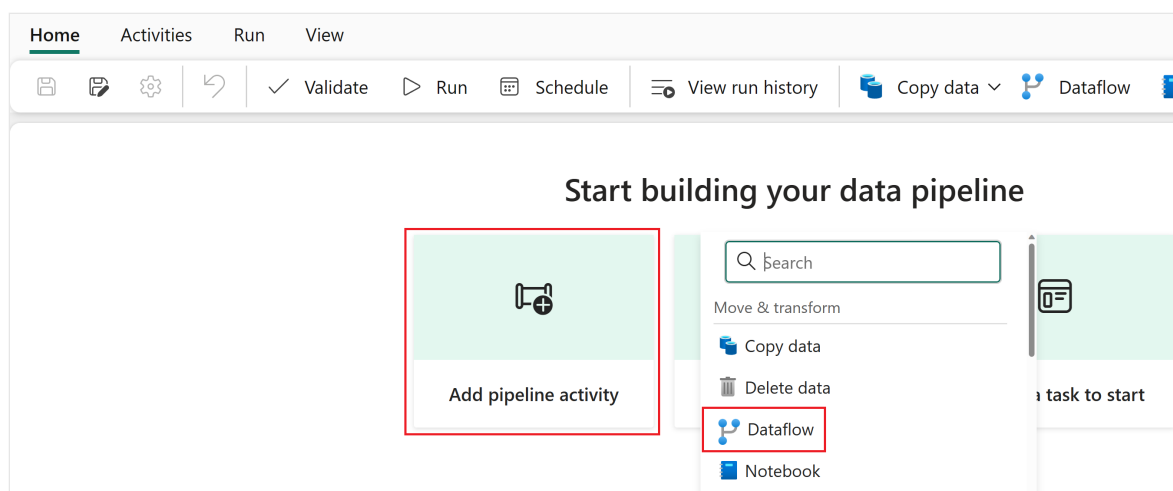 Home Activities Run View
Validate Run Schedule View run history Copy data Dataflow
Start building your data pipeline
Search
Move & transform
Copy data
Delete data
Add pipeline activity
task to start
Dataflow
Notebook